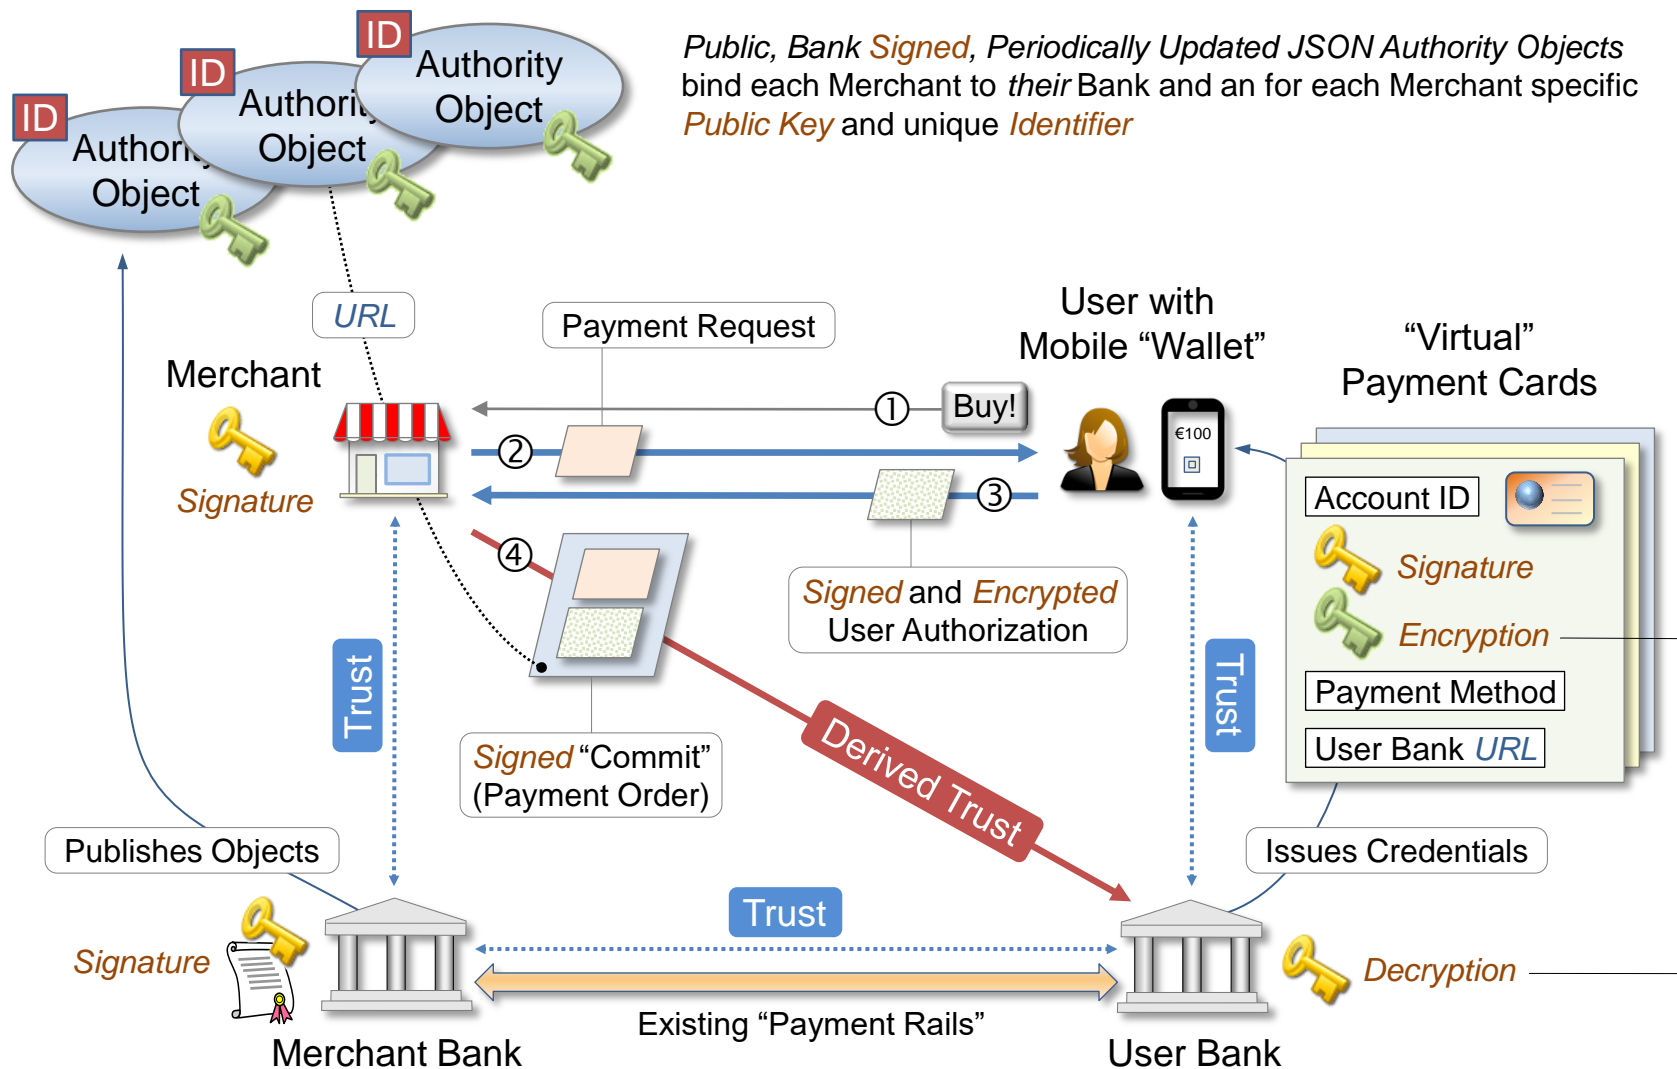 ID
Authority
Object
ID
Authority
Object
ID
Authority
Object
Public, Bank Signed, Periodically Updated JSON Authority Objects
bind each Merchant to their Bank and an for each Merchant specific
Public Key and unique Identifier
URL
Payment Request
User with
Mobile “Wallet”
“Virtual”
Payment Cards
Merchant
Signature
① Buy!
②
③
④
€100
Account ID
Signature
Encryption
Payment Method
User Bank URL
Signed and Encrypted
User Authorization
Trust
Trust
Signed “Commit”
(Payment Order)
Derived Trust
Publishes Objects
Issues Credentials
Trust
Signature
Decryption
Existing “Payment Rails”
Merchant Bank
User Bank